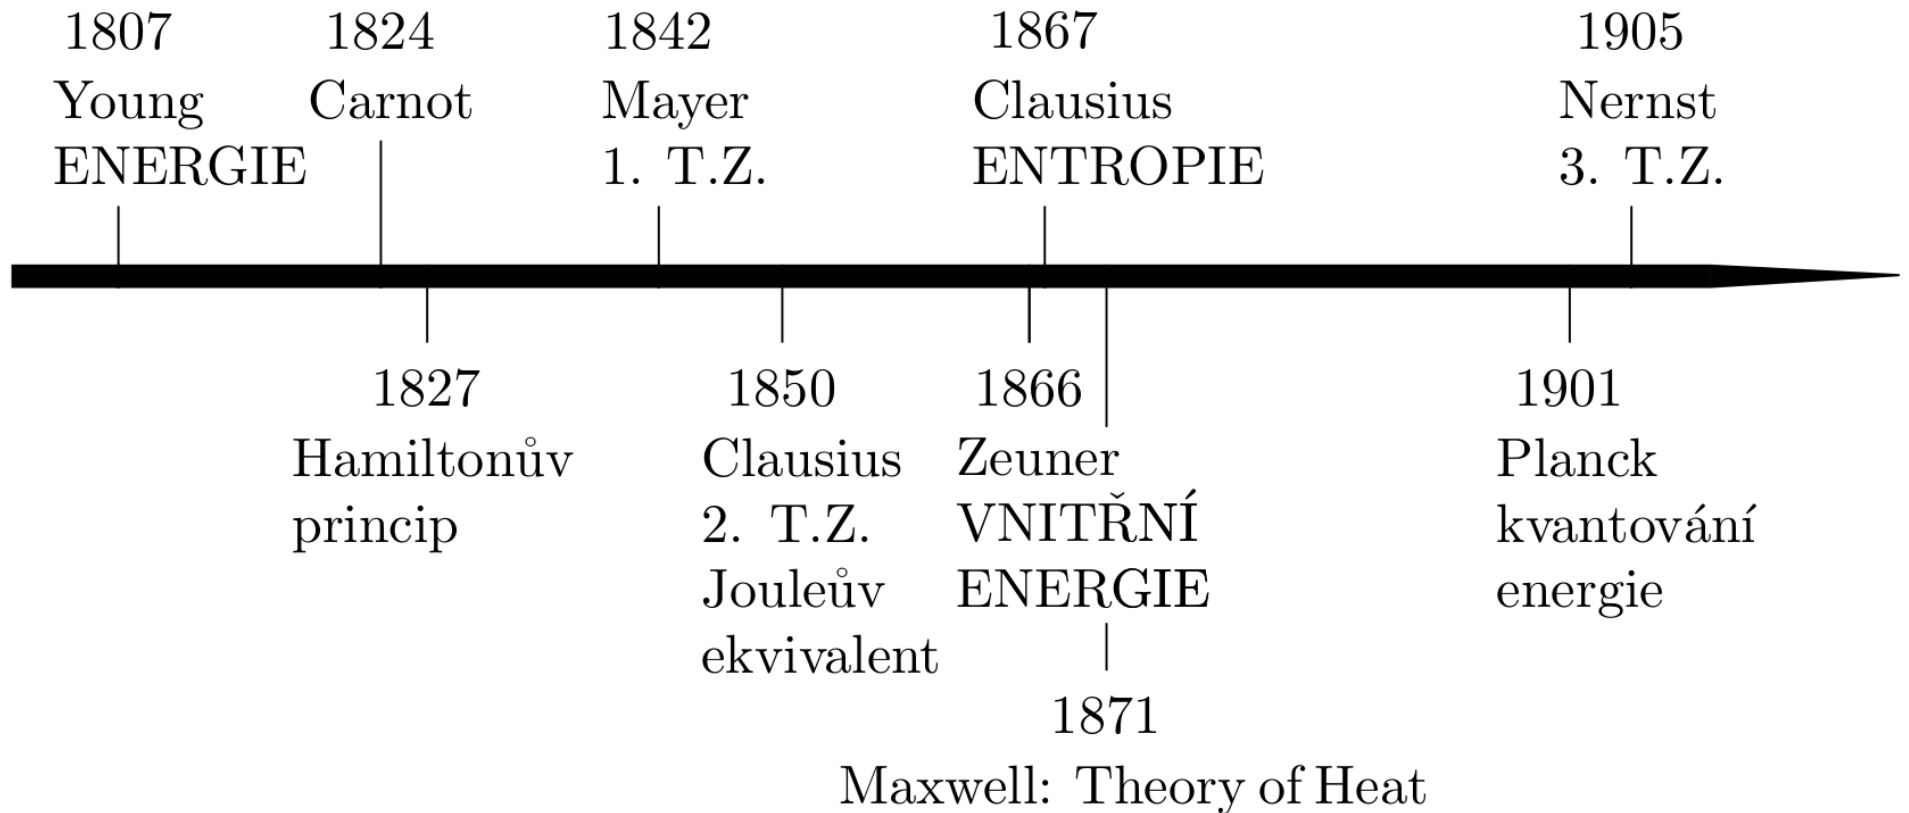 1807
Young
ENERGIE
1824
Carnot
1842
Mayer
1. T.Z.
1867
Clausius
ENTROPIE
1905
Nernst
3. T.Z.
1827
Hamiltonův
princip
1850
Clausius
2. T.Z.
Jouleův
ekvivalent
1866
Zeuner
VNITŘNÍ
ENERGIE
1871
Maxwell: Theory of Heat
1901
Planck
kvantování
energie